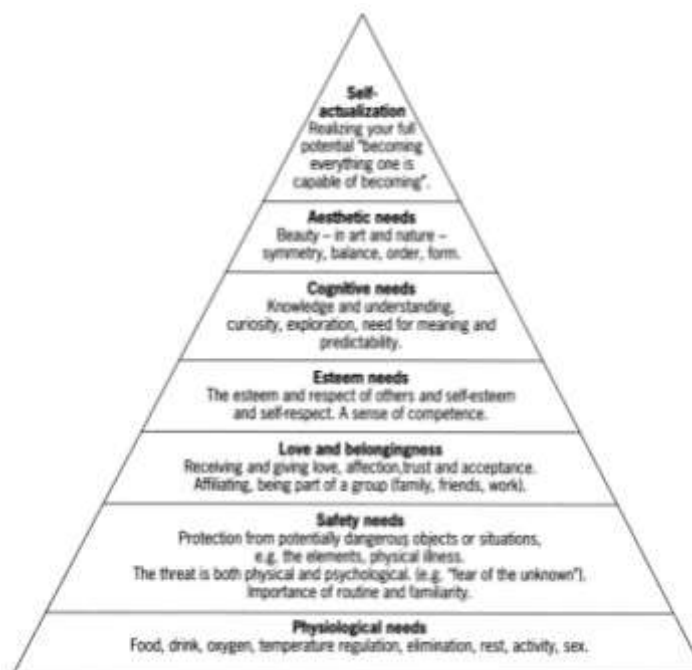 Self-
actualization
Realizing your full
potential "becoming
everything one is
capable of becoming".
Aesthetic needs
Beauty – in art and nature –
symmetry, balance, order, form.
Cognitive needs
Knowledge and understanding,
curiosity, exploration, need for meaning and
predictability.
Esteem needs
The esteem and respect of others and self-esteem
and self-respect. A sense of competence.
Love and belongingness
Receiving and giving love, affection,trust and acceptance.
Affiliating, being part of a group (family, friends, work).
Safety needs
Protection from potentially dangerous objects or situations,
e.g. the elements, physical illness.
The threat is both physical and psychological. (e.g. "fear of the unknown").
Importance of routine and familiarity.
Physiological needs
Food, drink, oxygen, temperature regulation, elimination, rest, activity, sex.